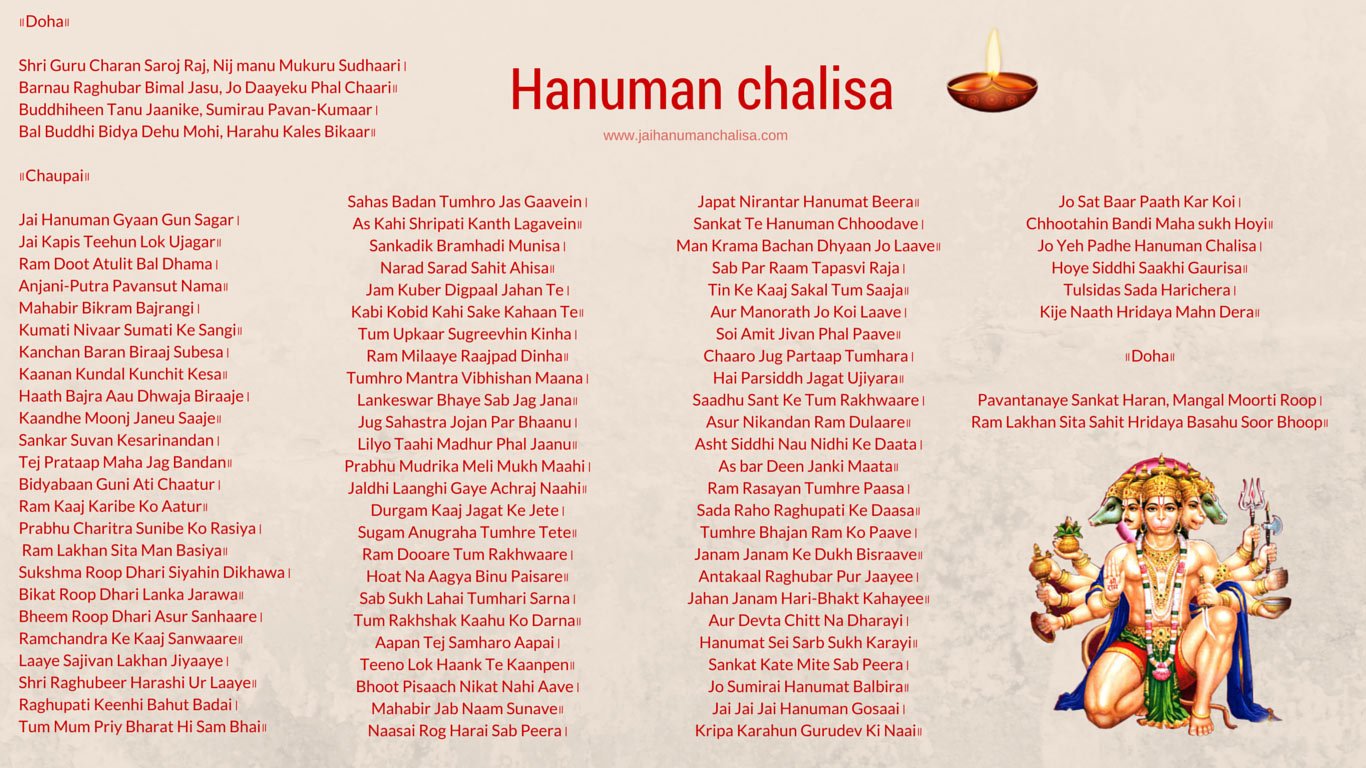 ॥Doha॥
Shri Guru Charan Saroj Raj, Nij manu Mukuru Sudhaari।
Barnau Raghubar Bimal Jasu, Jo Daayeku Phal Chaari॥
Buddhiheen Tanu Jaanike, Sumirau Pavan-Kumaar।
Bal Buddhi Bidya Dehu Mohi, Harahu Kales Bikaar॥
Hanuman chalisa
www.jaihanumanchalisa.com
॥Chaupai॥
Jai Hanuman Gyaan Gun Sagar।
Jai Kapis Teehun Lok Ujagar॥
Ram Doot Atulit Bal Dhama।
Anjani-Putra Pavansut Nama॥
Mahabir Bikram Bajrangi।
Kumati Nivaar Sumati Ke Sangi॥
Kanchan Baran Biraaj Subesa।
Kaanan Kundal Kunchit Kesa॥
Haath Bajra Aau Dhwaja Biraaje।
Kaandhe Moonj Janeu Saaje॥
Sankar Suvan Kesarinandan।
Tej Prataap Maha Jag Bandan॥
Bidyabaan Guni Ati Chaatur।
Ram Kaaj Karibe Ko Aatur॥
Prabhu Charitra Sunibe Ko Rasiya।
Ram Lakhan Sita Man Basiya॥
Sukshma Roop Dhari Siyahin Dikhawa।
Bikat Roop Dhari Lanka Jarawa॥
Bheem Roop Dhari Asur Sanhaare।
Ramchandra Ke Kaaj Sanwaare॥
Laaye Sajivan Lakhan Jiyaaye।
Shri Raghubeer Harashi Ur Laaye॥
Raghupati Keenhi Bahut Badai।
Tum Mum Priy Bharat Hi Sam Bhai॥
Sahas Badan Tumhro Jas Gaavein।
As Kahi Shripati Kanth Lagavein॥
Sankadik Bramhadi Munisa।
Narad Sarad Sahit Ahisa॥
Jam Kuber Digpaal Jahan Te।
Kabi Kobid Kahi Sake Kahaan Te॥
Tum Upkaar Sugreevhin Kinha।
Ram Milaaye Raajpad Dinha॥
Tumhro Mantra Vibhishan Maana।
Lankeswar Bhaye Sab Jag Jana॥
Jug Sahastra Jojan Par Bhaanu।
Lilyo Taahi Madhur Phal Jaanu॥
Prabhu Mudrika Meli Mukh Maahi।
Jaldhi Laanghi Gaye Achraj Naahi॥
Durgam Kaaj Jagat Ke Jete।
Sugam Anugraha Tumhre Tete॥
Ram Dooare Tum Rakhwaare।
Hoat Na Aagya Binu Paisare॥
Sab Sukh Lahai Tumhari Sarna।
Tum Rakhshak Kaahu Ko Darna॥
Aapan Tej Samharo Aapai।
Teeno Lok Haank Te Kaanpen॥
Bhoot Pisaach Nikat Nahi Aave।
Mahabir Jab Naam Sunave॥
Naasai Rog Harai Sab Peera।
Japat Nirantar Hanumat Beera॥
Sankat Te Hanuman Chhoodave।
Man Krama Bachan Dhyaan Jo Laave॥
Sab Par Raam Tapasvi Raja।
Tin Ke Kaaj Sakal Tum Saaja॥
Aur Manorath Jo Koi Laave।
Soi Amit Jivan Phal Paave॥
Chaaro Jug Partaap Tumhara।
Hai Parsiddh Jagat Ujiyara॥
Saadhu Sant Ke Tum Rakhwaare।
Asur Nikandan Ram Dulaare॥
Asht Siddhi Nau Nidhi Ke Daata।
As bar Deen Janki Maata॥
Ram Rasayan Tumhre Paasa।
Sada Raho Raghupati Ke Daasa॥
Tumhre Bhajan Ram Ko Paave।
Janam Janam Ke Dukh Bisraave॥
Antakaal Raghubar Pur Jaayee।
Jahan Janam Hari-Bhakt Kahayee॥
Aur Devta Chitt Na Dharayi।
Hanumat Sei Sarb Sukh Karayi॥
Sankat Kate Mite Sab Peera।
Jo Sumirai Hanumat Balbira॥
Jai Jai Jai Hanuman Gosaai।
Kripa Karahun Gurudev Ki Naai॥
Jo Sat Baar Paath Kar Koi।
Chhootahin Bandi Maha sukh Hoyi॥
Jo Yeh Padhe Hanuman Chalisa।
Hoye Siddhi Saakhi Gaurisa॥
Tulsidas Sada Harichera।
Kije Naath Hridaya Mahn Dera॥
॥Doha॥
Pavantanaye Sankat Haran, Mangal Moorti Roop।
Ram Lakhan Sita Sahit Hridaya Basahu Soor Bhoop॥